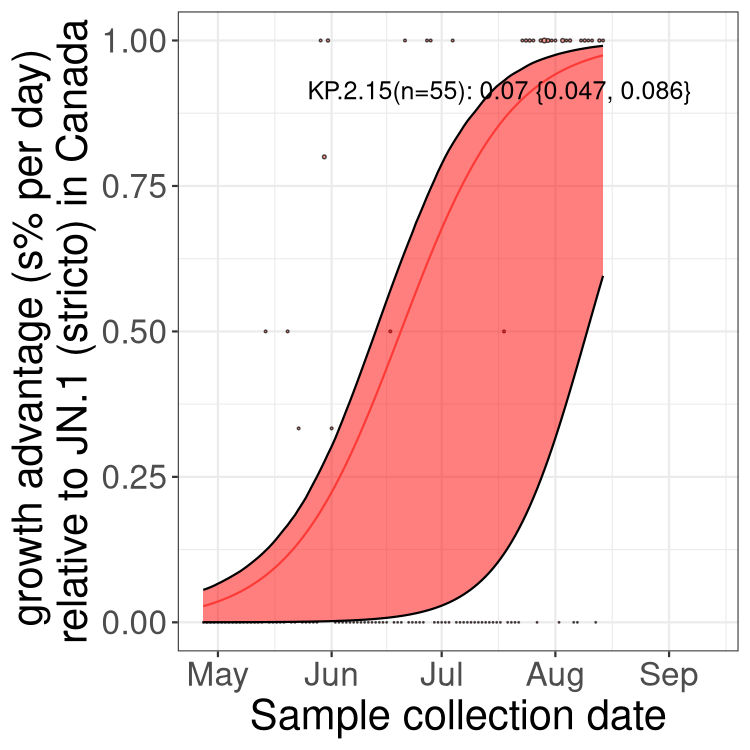 growth advantage (s% per day)
relative to JN.1 (stricto) in Canada
1.00
0.75
0.50
0.25
0.00
KP.2.15(n=55): 0.07 {0.047, 0.086}
May Jun Jul Aug Sep
Sample collection date